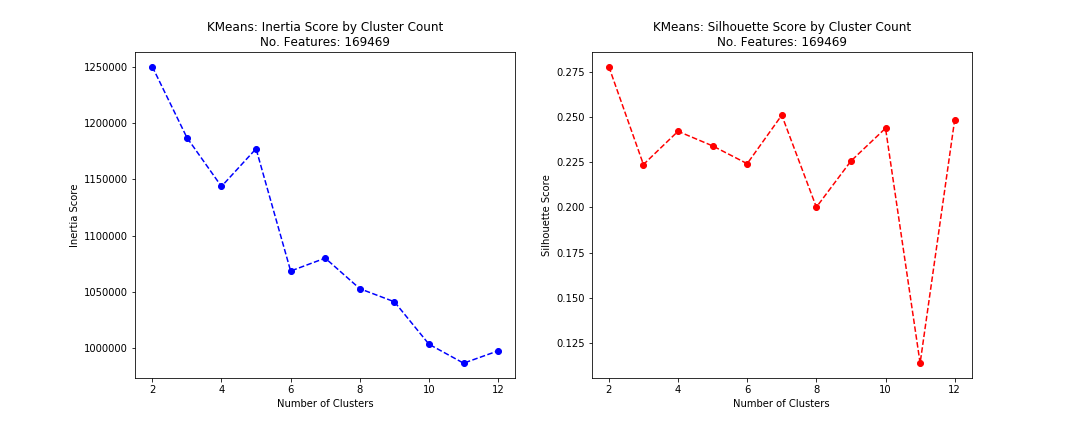 KMeans: Inertia Score by Cluster Count
No. Features: 169469
Inertia Score
1250000
1200000
1150000
1100000
1050000
1000000
2 4 6 8 10 12
Number of Clusters
KMeans: Silhouette Score by Cluster Count
No. Features: 169469
Silhouette Score
0.275
0.250
0.225
0.200
0.175
0.150
0.125
2 4 6 8 10 12
Number of Clusters